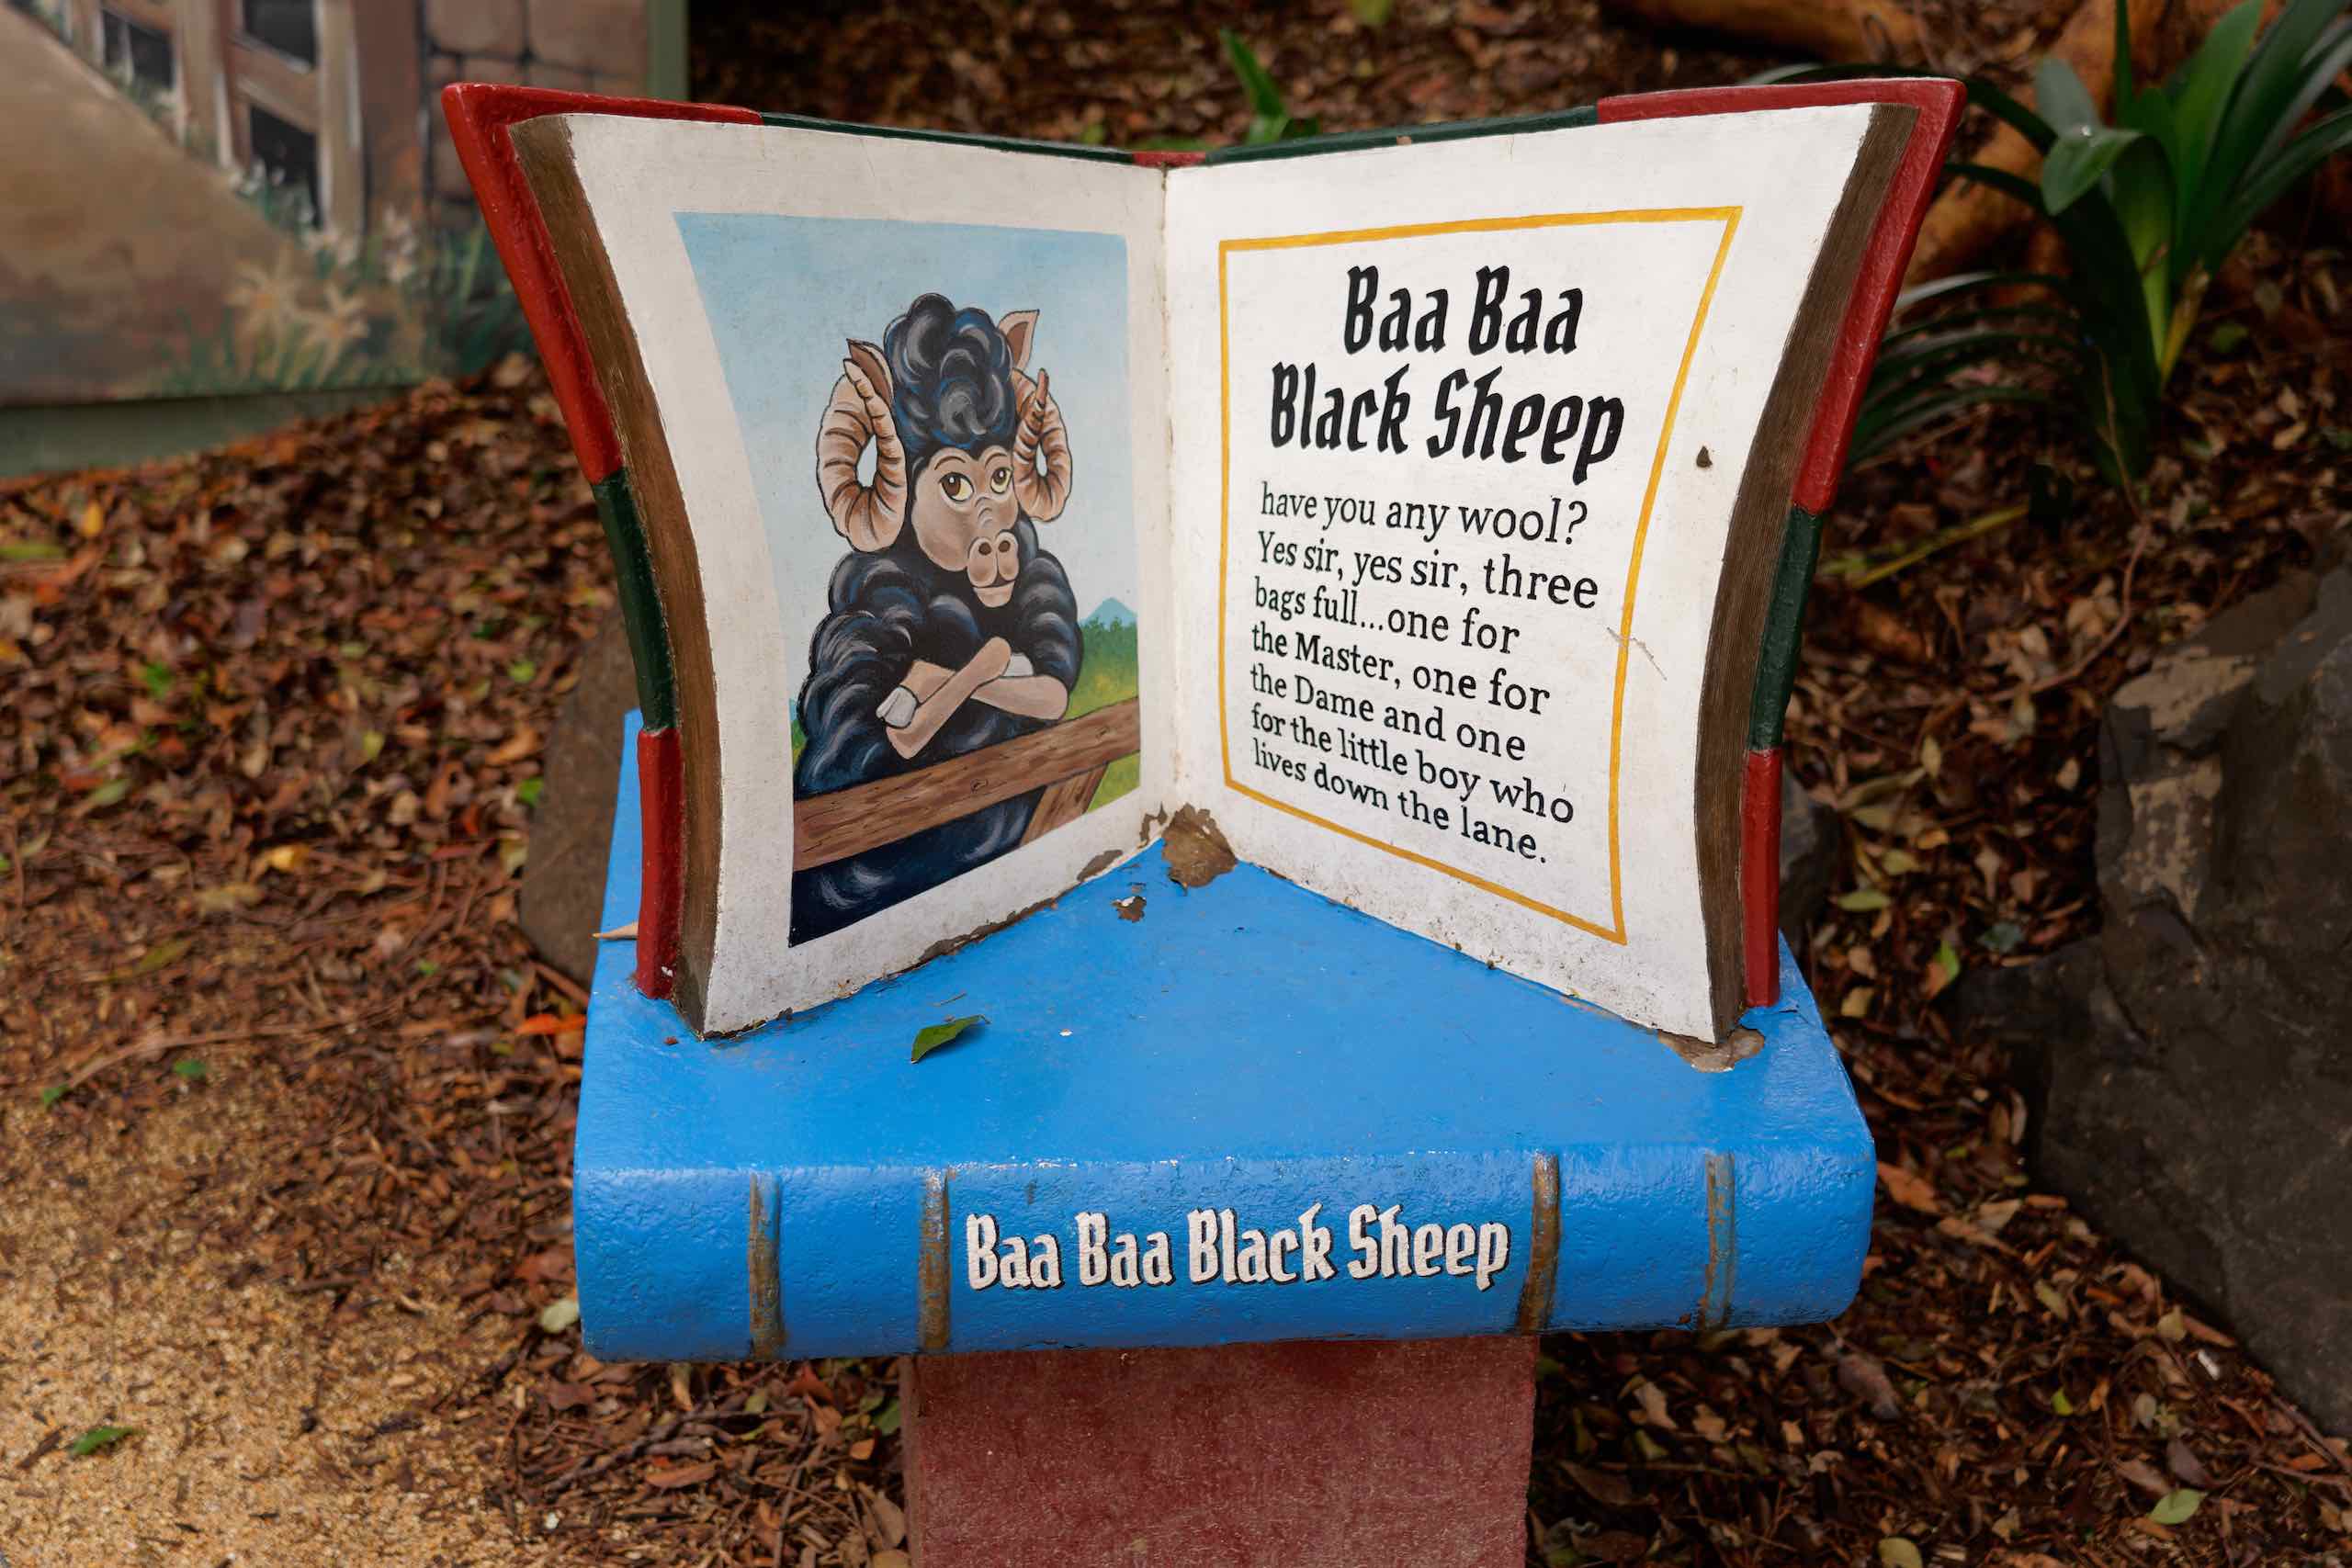 Baa Baa
Black Sheep
have you any wool?
Yes sir, yes sir, three
bags full...one for
the Master, one for
the Dame and one
for the little boy who
lives down the lane.
Baa Baa Black Sheep